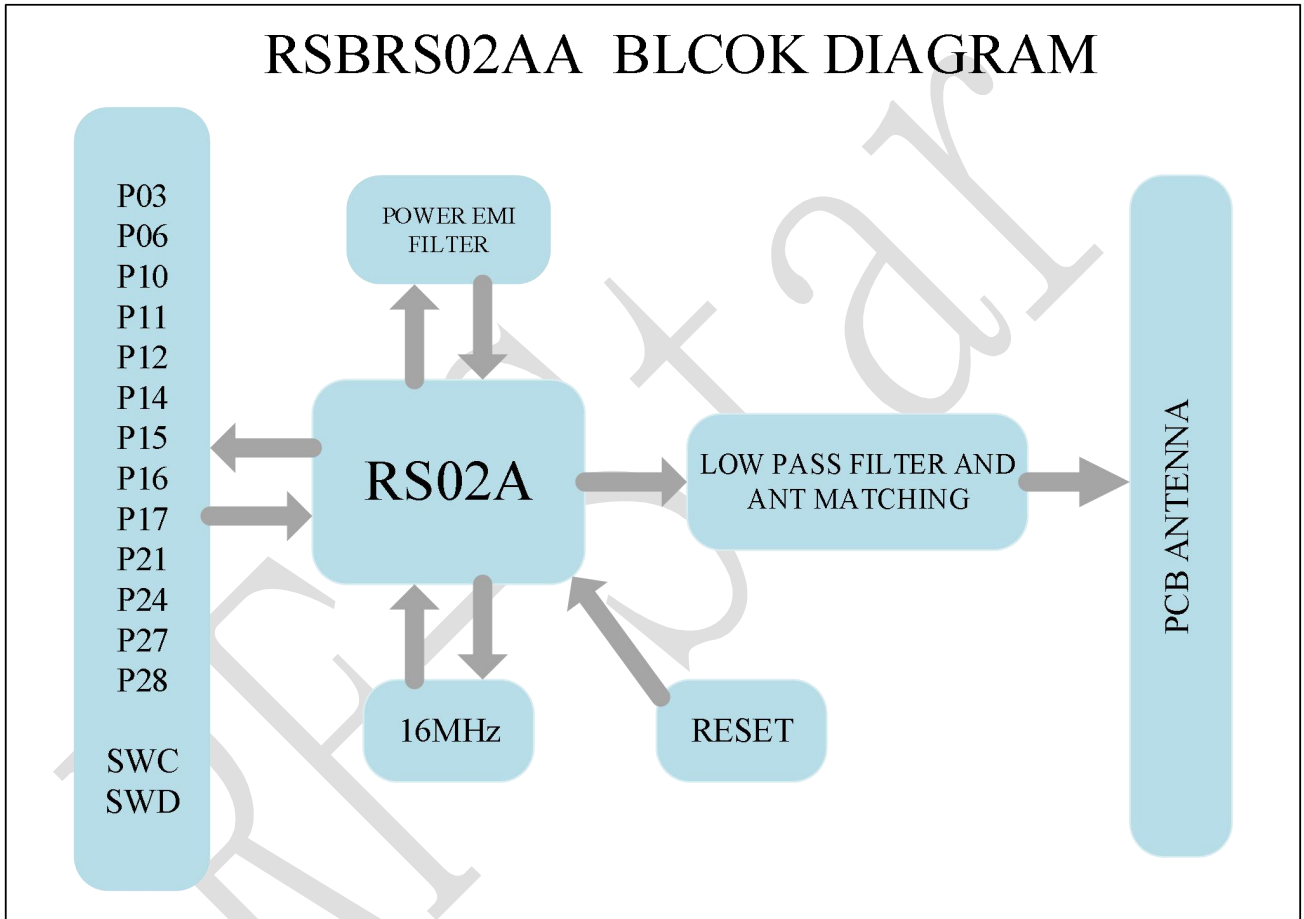 RSBRS02AA BLCOK DIAGRAM
P03
P06
P10
P11
P12
P14
P15
P16
P17
P21
P24
P27
P28
SWC
SWD
POWER EMI
FILTER
RS02A
16MHz
RESET
LOW PASS FILTER AND
ANT MATCHING
PCB ANTENNA